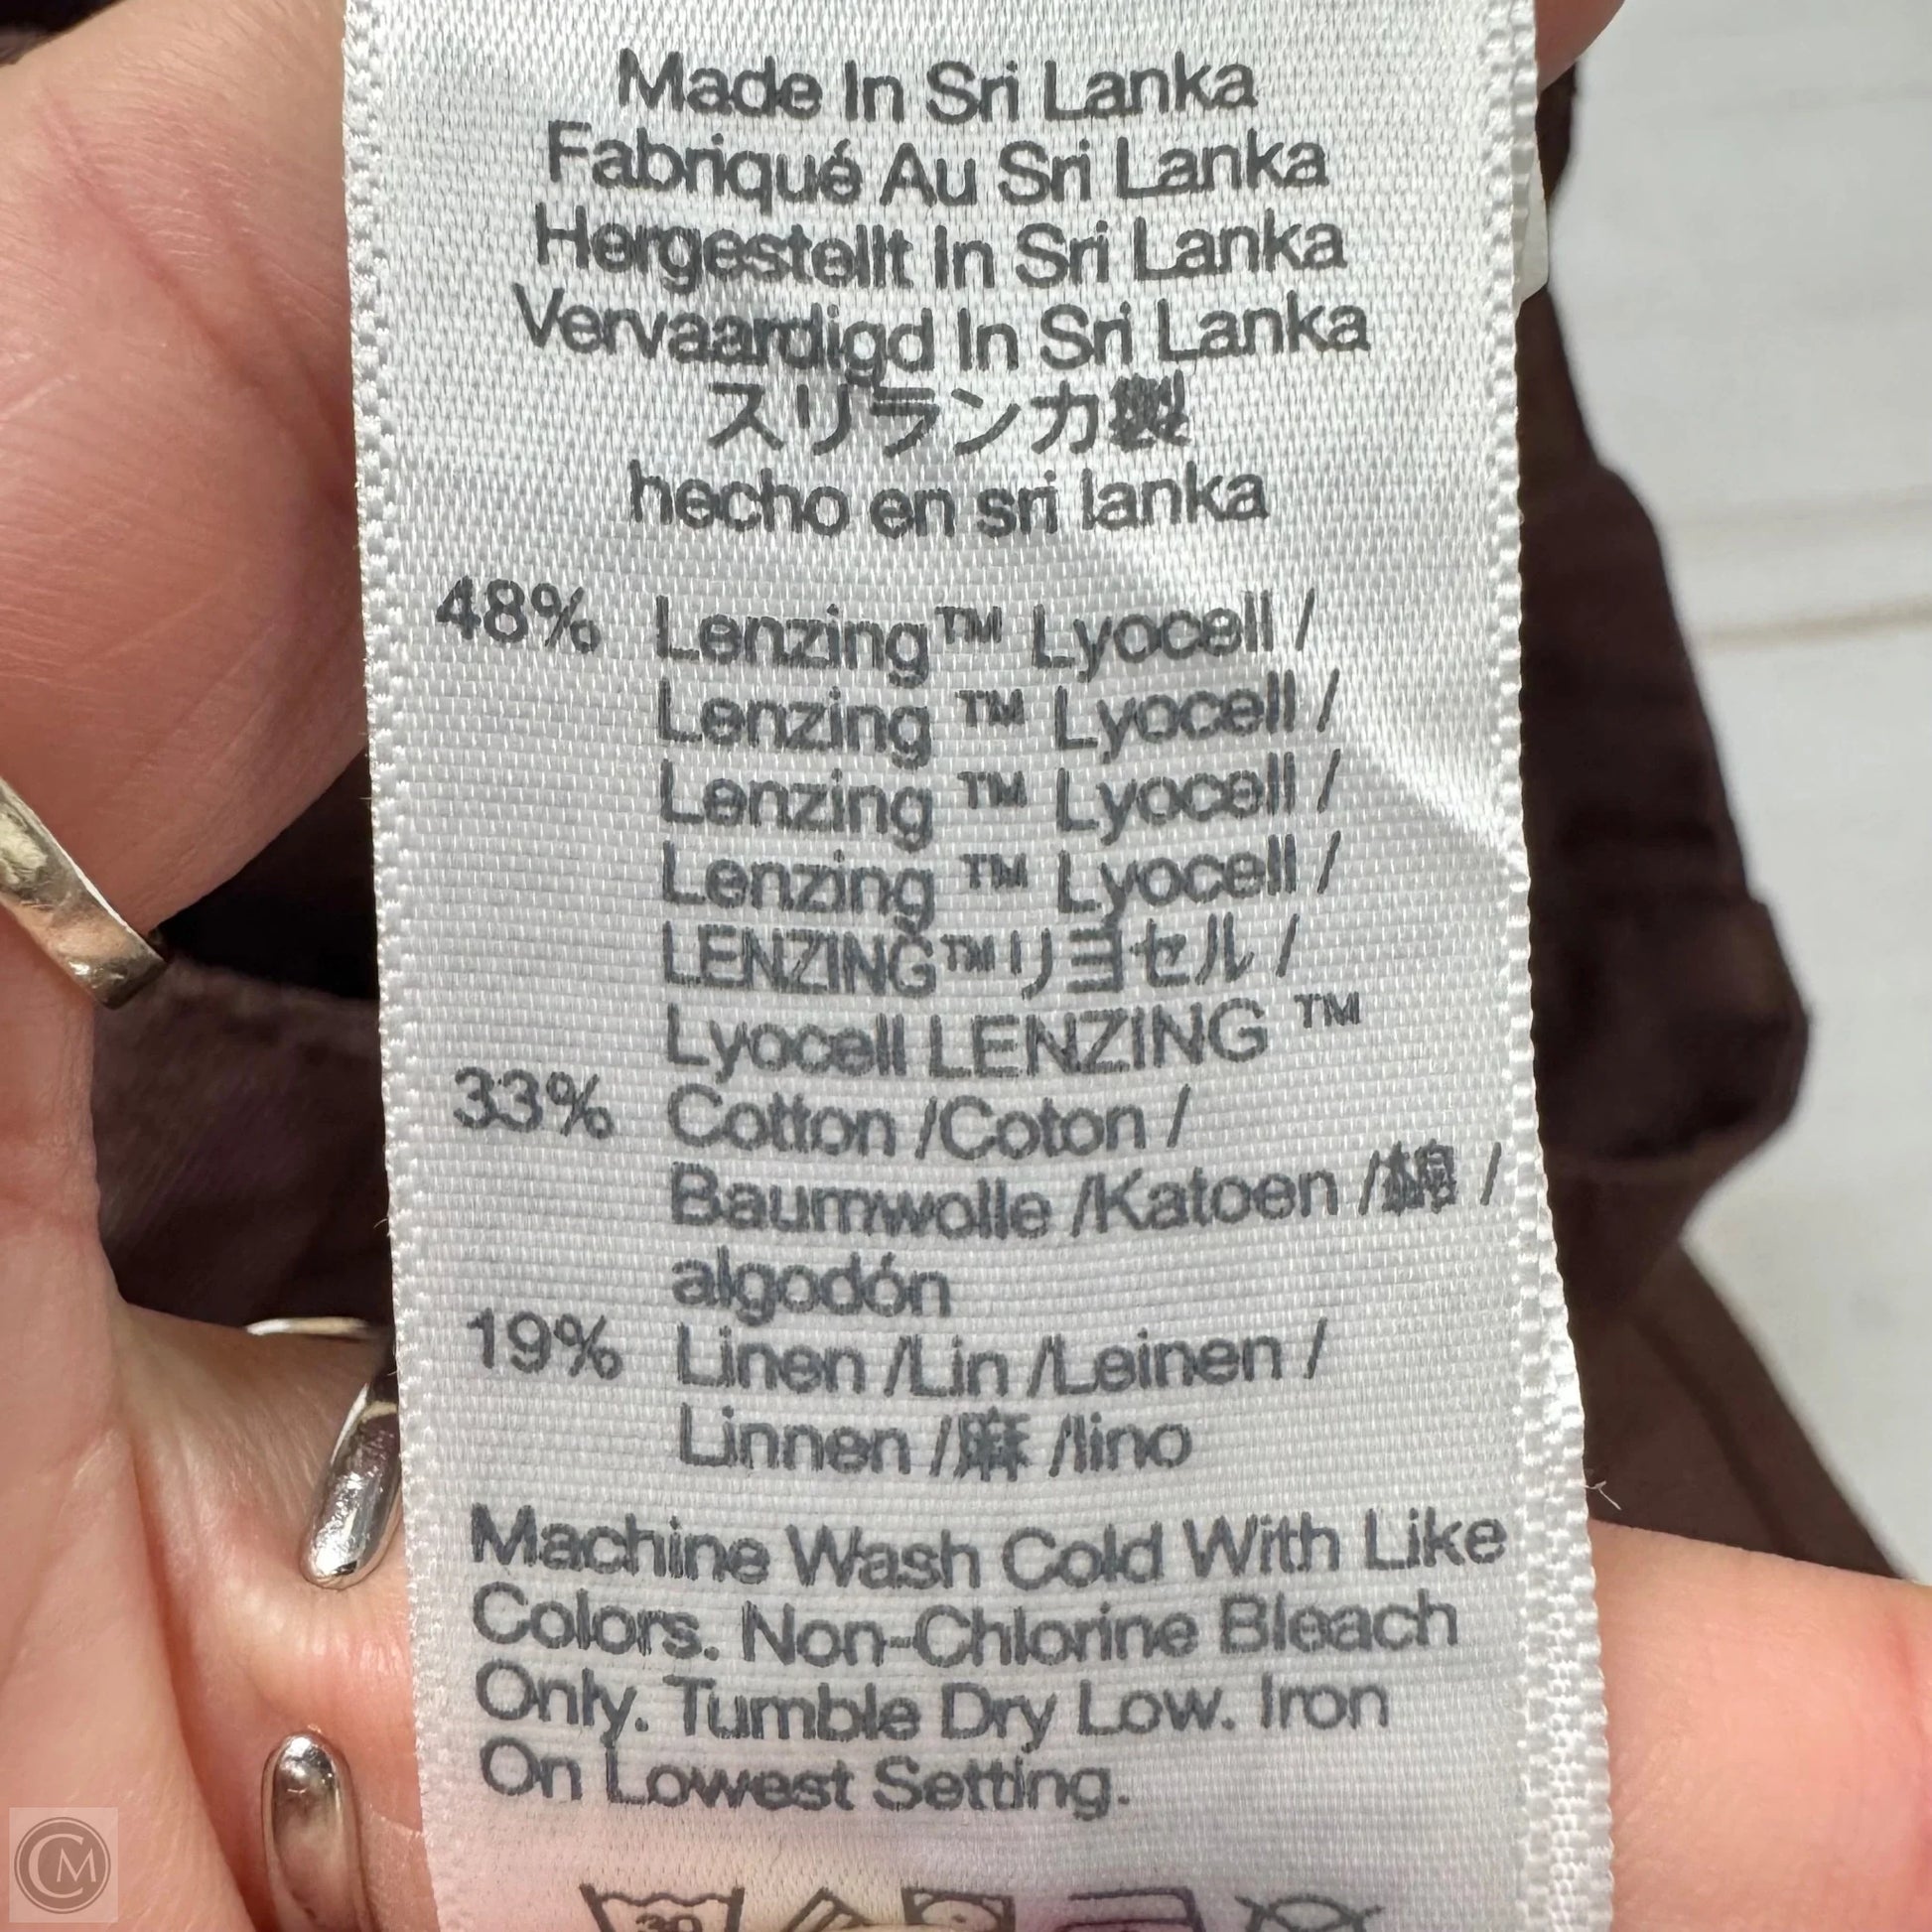 Made In Sri Lanka
Fabriqué Au Sri Lanka
Hergestellt In Sri Lanka
Vervaardigd In Sri Lanka
スリランカ製
hecho en sri lanka
48% Lenzing™ Lyocell /
Lenzing ™ Lyocell /
Lenzing ™ Lyocell /
Lenzing ™ Lyocell /
LENZING™リヨセル /
Lyocell LENZING ™
33% Cotton /Coton /
Baumwolle /Katoen /綿 /
algodón
19% Linen /Lin /Leinen /
Linnen /麻 /lino
Machine Wash Cold With Like
Colors. Non-Chlorine Bleach
Only. Tumble Dry Low. Iron
On Lowest Setting.
30
CM